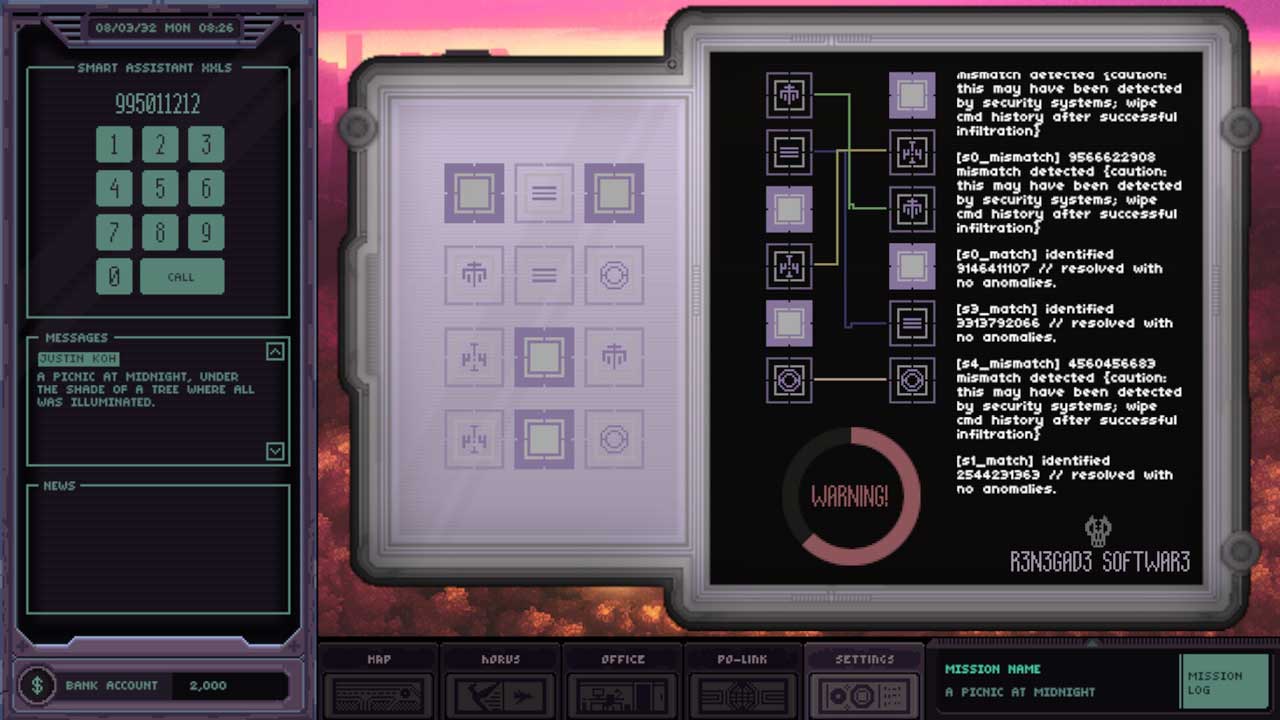 08/03/32 MON 08:26
SMART ASSISTANT XXLS
995011212
1 2 3
4 5 6
7 8 9
0 CALL
MESSAGES
JUSTIN KOH
A PICNIC AT MIDNIGHT, UNDER
THE SHADE OF A TREE WHERE ALL
WAS ILLUMINATED.
NEWS
$ BANK ACCOUNT 2,000
mismatch detected {caution:
this may have been detected
by security systems; wipe
cmd history after successful
infiltration}
[s0_mismatch] 9566622908
mismatch detected {caution:
this may have been detected
by security systems; wipe
cmd history after successful
infiltration}
[s0_match] identified
9146411107 // resolved with
no anomalies.
[s3_match] identified
3313792066 // resolved with
no anomalies.
[s4_mismatch] 4560456683
mismatch detected {caution:
this may have been detected
by security systems; wipe
cmd history after successful
infiltration}
[s1_match] identified
2544231363 // resolved with
no anomalies.
WARNING!
R3N3GAD3 SOFTWAR3
MAP
HORUS
OFFICE
PO-LINK
SETTINGS
MISSION NAME
A PICNIC AT MIDNIGHT
MISSION
LOG